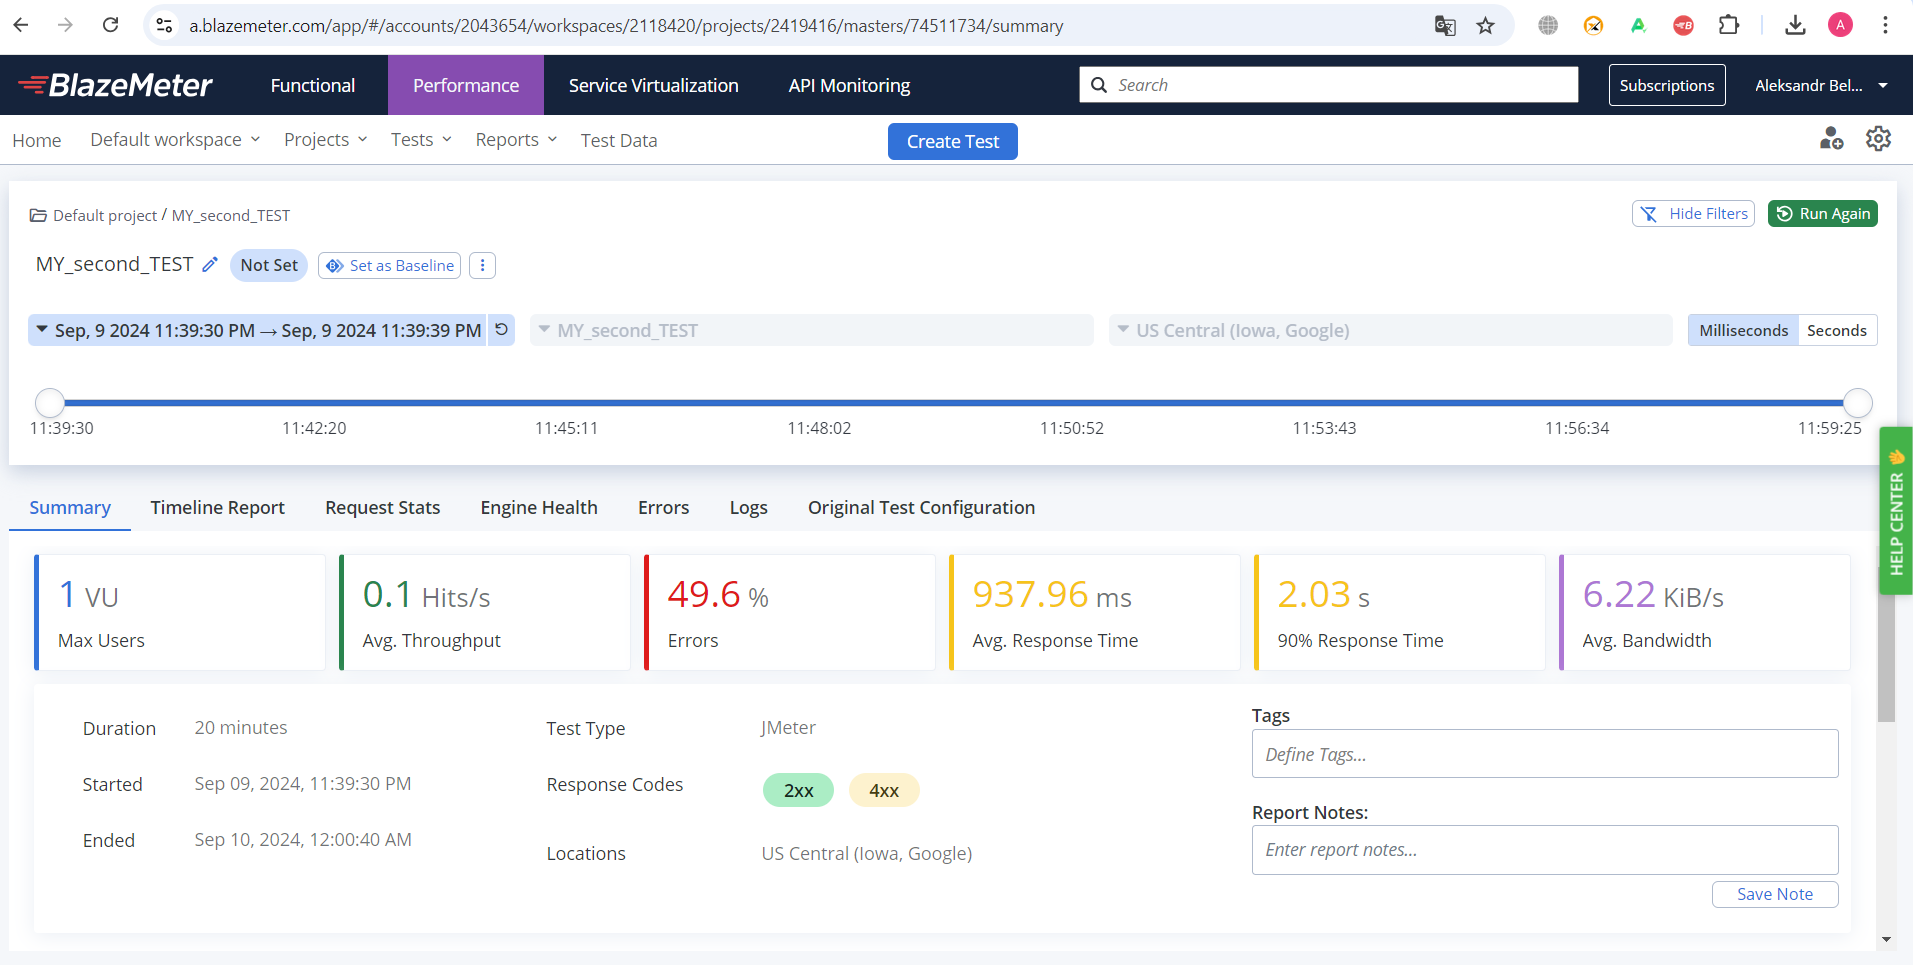 a.blazemeter.com/app/#/accounts/2043654/workspaces/2118420/projects/2419416/masters/74511734/summary
A
BlazeMeter
Functional
Performance
Service Virtualization
API Monitoring
Search
Subscriptions
Aleksandr Bel...
Home
Default workspace
Projects
Tests
Reports
Test Data
Create Test
Default project / MY_second_TEST
Hide Filters
Run Again
MY_second_TEST
Not Set
Set as Baseline
Sep, 9 2024 11:39:30 PM → Sep, 9 2024 11:39:39 PM
MY_second_TEST
US Central (Iowa, Google)
Milliseconds
Seconds
11:39:30
11:42:20
11:45:11
11:48:02
11:50:52
11:53:43
11:56:34
11:59:25
HELP CENTER
Summary
Timeline Report
Request Stats
Engine Health
Errors
Logs
Original Test Configuration
1 VU
Max Users
0.1 Hits/s
Avg. Throughput
49.6 %
Errors
937.96 ms
Avg. Response Time
2.03 s
90% Response Time
6.22 KiB/s
Avg. Bandwidth
Duration
20 minutes
Started
Sep 09, 2024, 11:39:30 PM
Ended
Sep 10, 2024, 12:00:40 AM
Test Type
JMeter
Response Codes
2xx
4xx
Locations
US Central (Iowa, Google)
Tags
Define Tags...
Report Notes:
Enter report notes...
Save Note